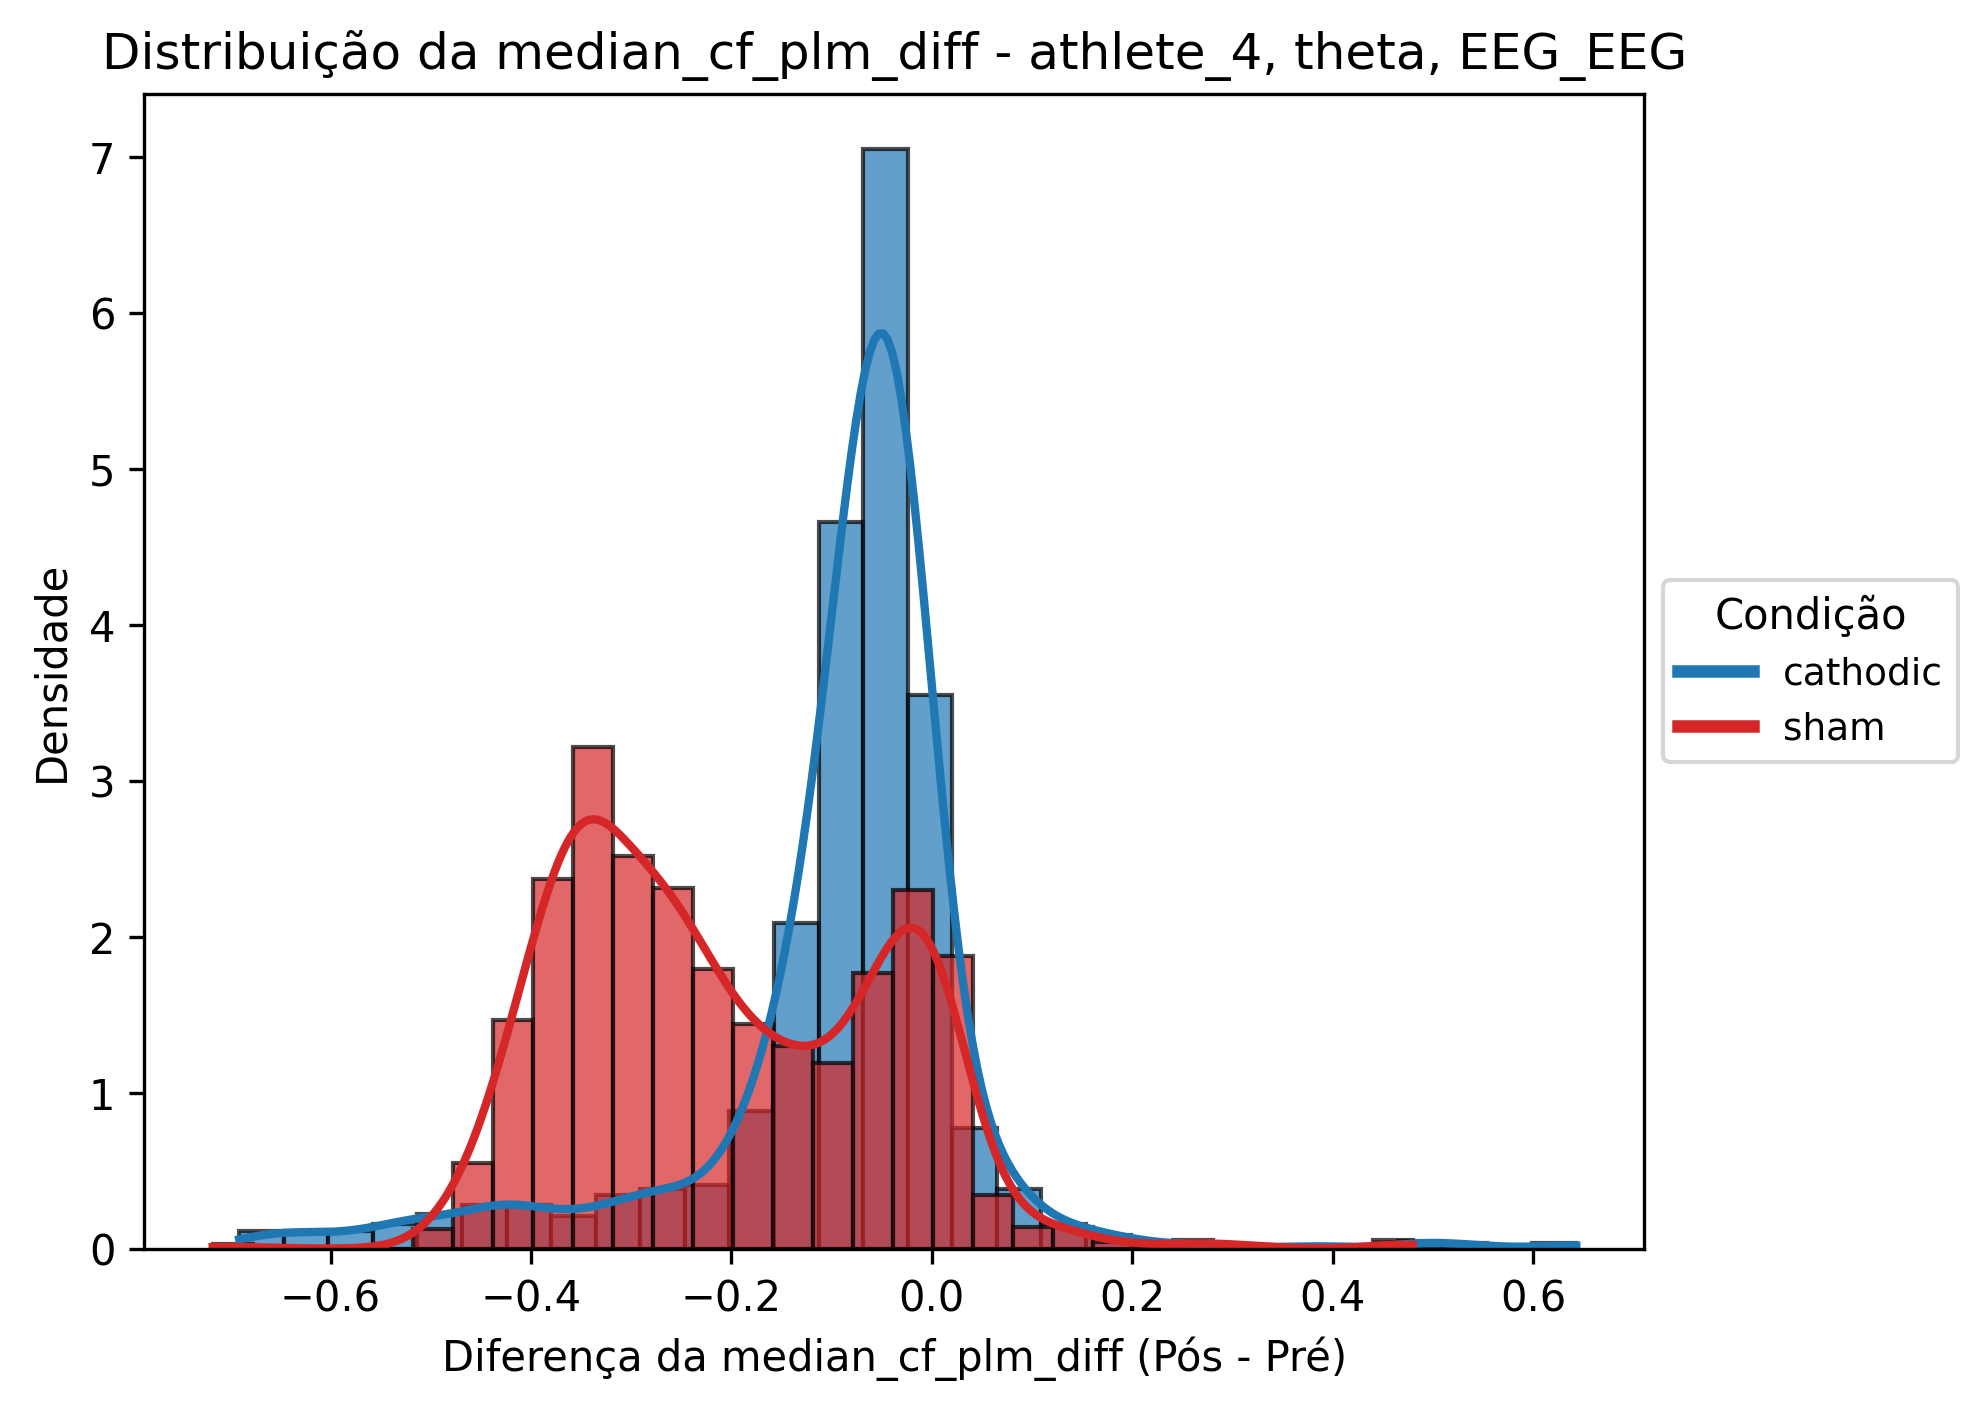 Distribuição da median_cf_plm_diff - athlete_4, theta, EEG_EEG
Densidade
7
6
5
4
3
2
1
0
−0.6 −0.4 −0.2 0.0 0.2 0.4 0.6
Diferença da median_cf_plm_diff (Pós - Pré)
Condição
cathodic
sham